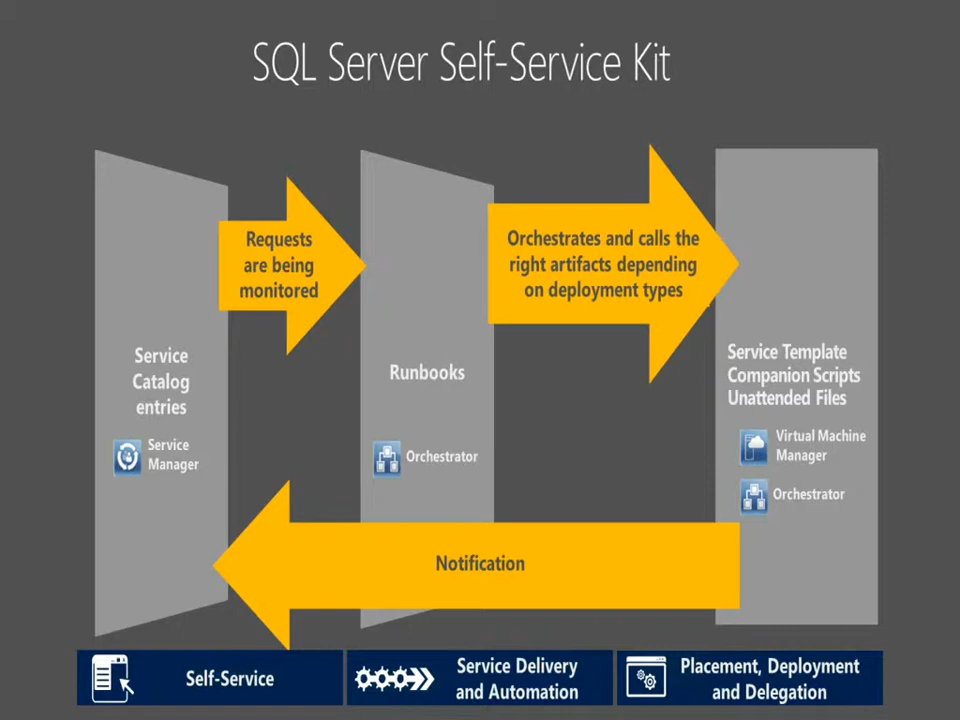 SQL Server Self-Service Kit
Requests
are being
monitored
Orchestrates and calls the
right artifacts depending
on deployment types
Service
Catalog
entries
Service
Manager
Runbooks
Orchestrator
Service Template
Companion Scripts
Unattended Files
Virtual Machine
Manager
Orchestrator
Notification
Self-Service
Service Delivery
and Automation
Placement, Deployment
and Delegation